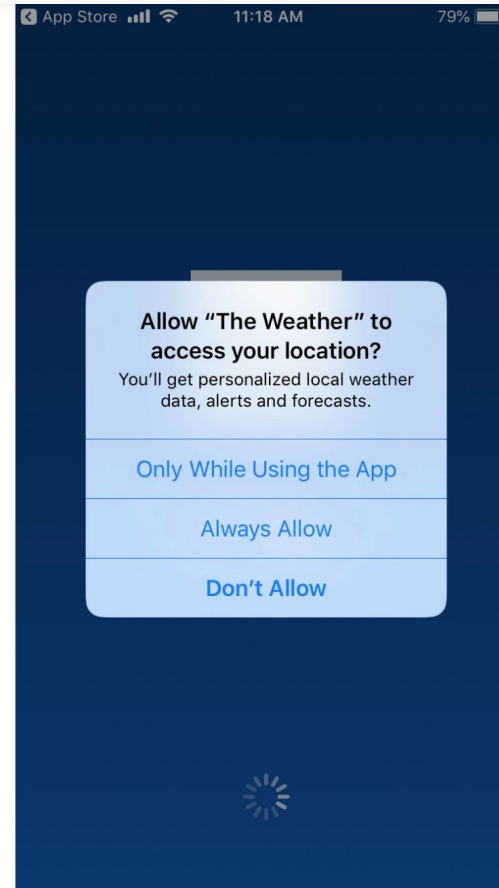 App Store 11:18 AM 79%
Allow “The Weather” to
access your location?
You’ll get personalized local weather
data, alerts and forecasts.
Only While Using the App
Always Allow
Don’t Allow